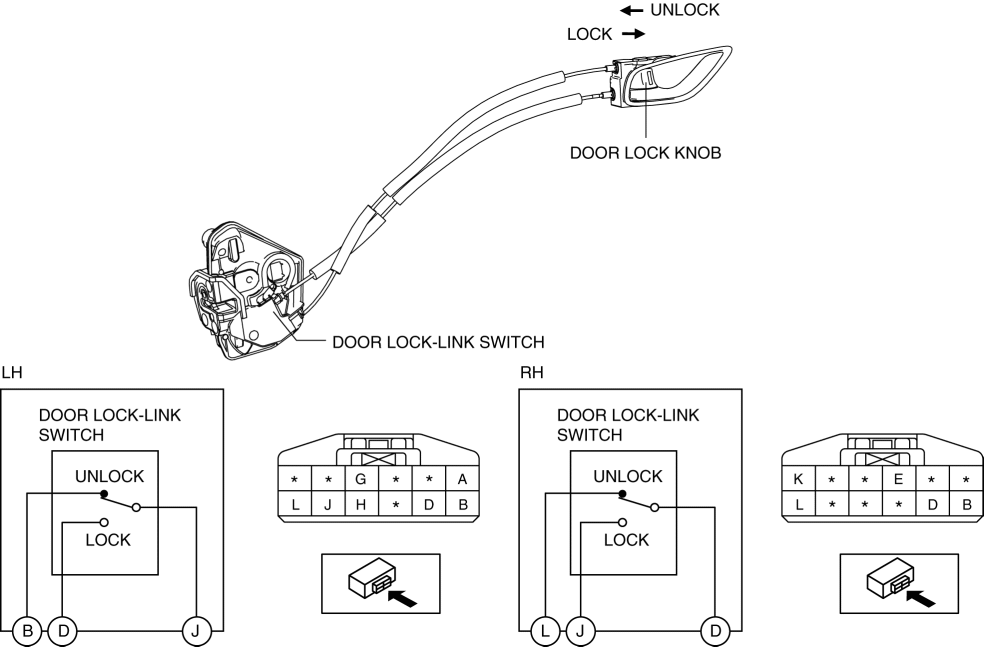 ← UNLOCK
LOCK →
DOOR LOCK KNOB
DOOR LOCK-LINK SWITCH
LH
DOOR LOCK-LINK
SWITCH
UNLOCK
LOCK
B D J
* * G * * A
L J H * D B
RH
DOOR LOCK-LINK
SWITCH
UNLOCK
LOCK
L J D
K * * E * *
L * * * D B